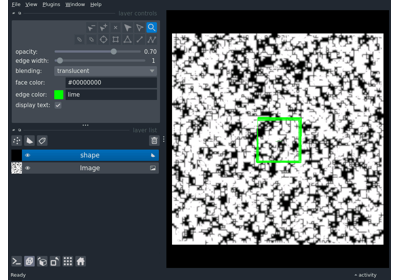 File View Plugins Window Help
layer controls
opacity: 0.70
edge width: 1
blending: translucent
face color: #00000000
edge color: lime
display text:
layer list
shape
Image
Ready activity